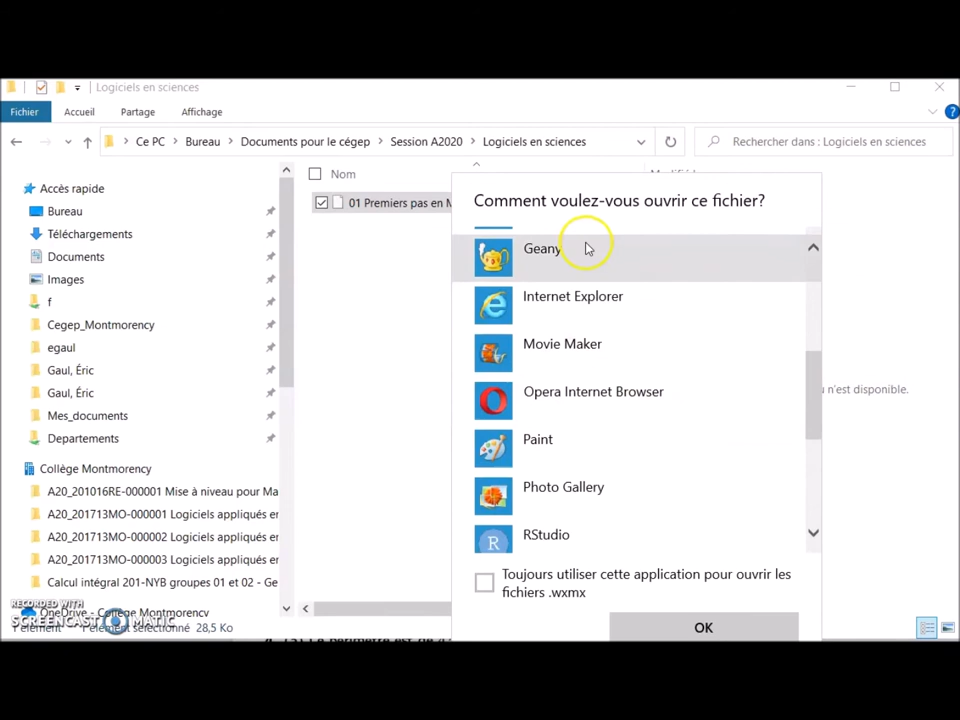 Logiciels en sciences
Fichier Accueil Partage Affichage
Ce PC Bureau Documents pour le cégep Session A2020 Logiciels en sciences
Rechercher dans : Logiciels en sciences
Accès rapide
Bureau
Téléchargements
Documents
Images
f
Cegep_Montmorency
egaul
Gaul, Éric
Gaul, Éric
Mes_documents
Departements
Collège Montmorency
A20_201016RE-000001 Mise à niveau pour Ma
A20_201713MO-000001 Logiciels appliqués en
A20_201713MO-000002 Logiciels appliqués en
A20_201713MO-000003 Logiciels appliqués en
Calcul intégral 201-NYB groupes 01 et 02 - Ge
OneDrive - Collège Montmorency
1 élément sélectionné 28,5 Ko
RECORDED WITH
SCREENCAST MATIC
Nom
01 Premiers pas en M
n'est disponible.
Comment voulez-vous ouvrir ce fichier?
Geany
Internet Explorer
Movie Maker
Opera Internet Browser
Paint
Photo Gallery
RStudio
Toujours utiliser cette application pour ouvrir les
fichiers .wxmx
OK